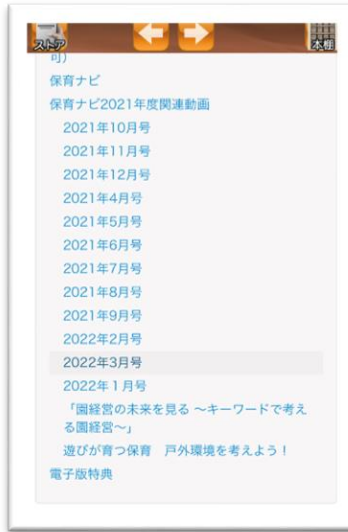 ストア
本棚
可）
保育ナビ
保育ナビ2021年度関連動画
2021年10月号
2021年11月号
2021年12月号
2021年4月号
2021年5月号
2021年6月号
2021年7月号
2021年8月号
2021年9月号
2022年2月号
2022年3月号
2022年１月号
「園経営の未来を見る ～キーワードで考え
る園経営～」
遊びが育つ保育　戸外環境を考えよう！
電子版特典